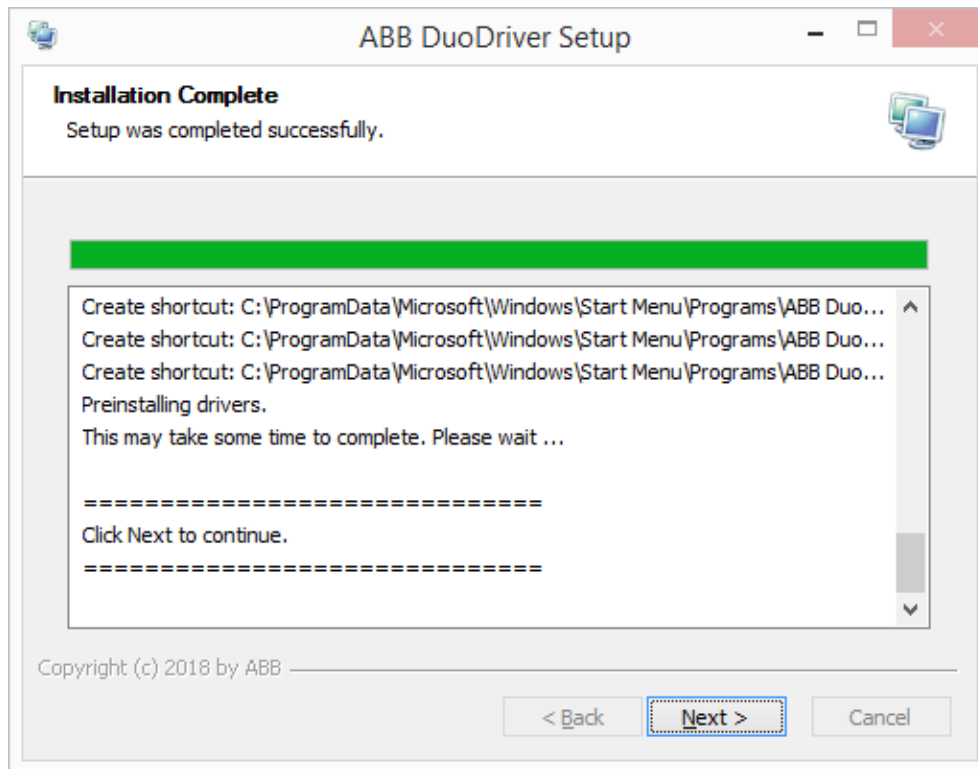 ABB DuoDriver Setup
Installation Complete
Setup was completed successfully.
Create shortcut: C:\ProgramData\Microsoft\Windows\Start Menu\Programs\ABB Duo...
Create shortcut: C:\ProgramData\Microsoft\Windows\Start Menu\Programs\ABB Duo...
Create shortcut: C:\ProgramData\Microsoft\Windows\Start Menu\Programs\ABB Duo...
Preinstalling drivers.
This may take some time to complete. Please wait ...
==============================
Click Next to continue.
==============================
Copyright (c) 2018 by ABB
< Back Next > Cancel